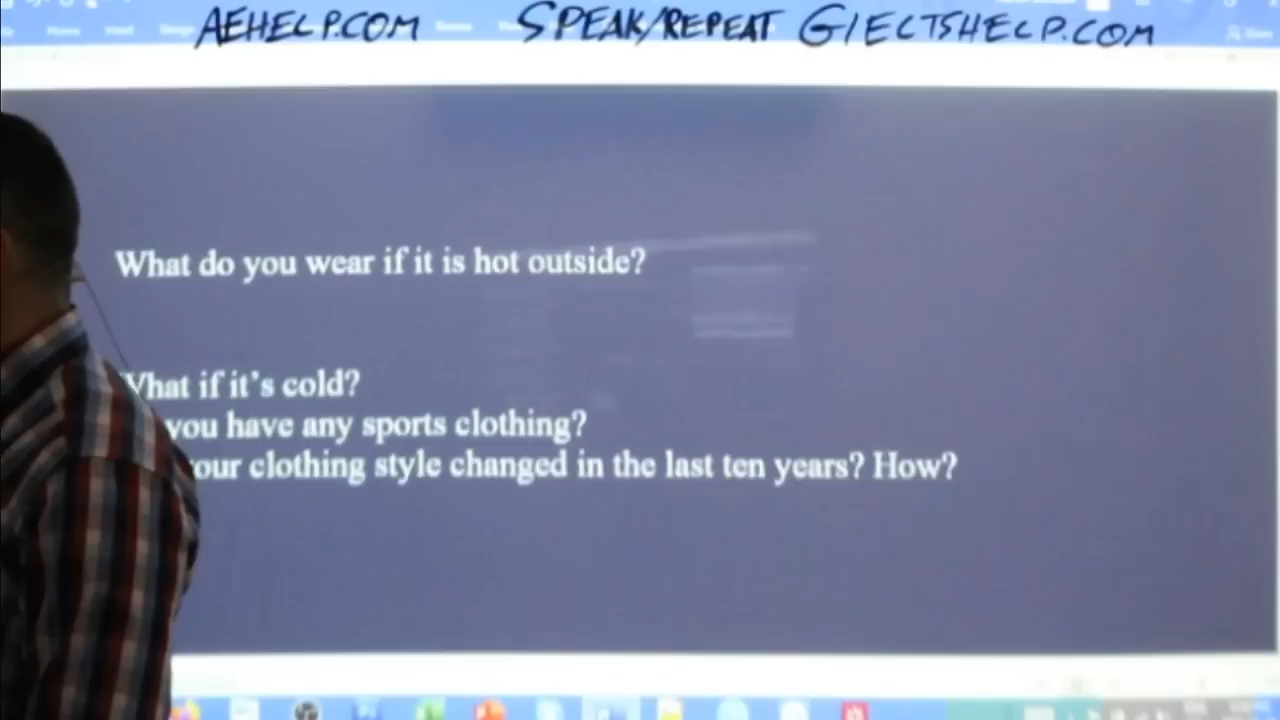 AEHELP.COM SPEAK/REPEAT GIELTSHELP.COM
What do you wear if it is hot outside?
What if it's cold?
you have any sports clothing?
your clothing style changed in the last ten years? How?